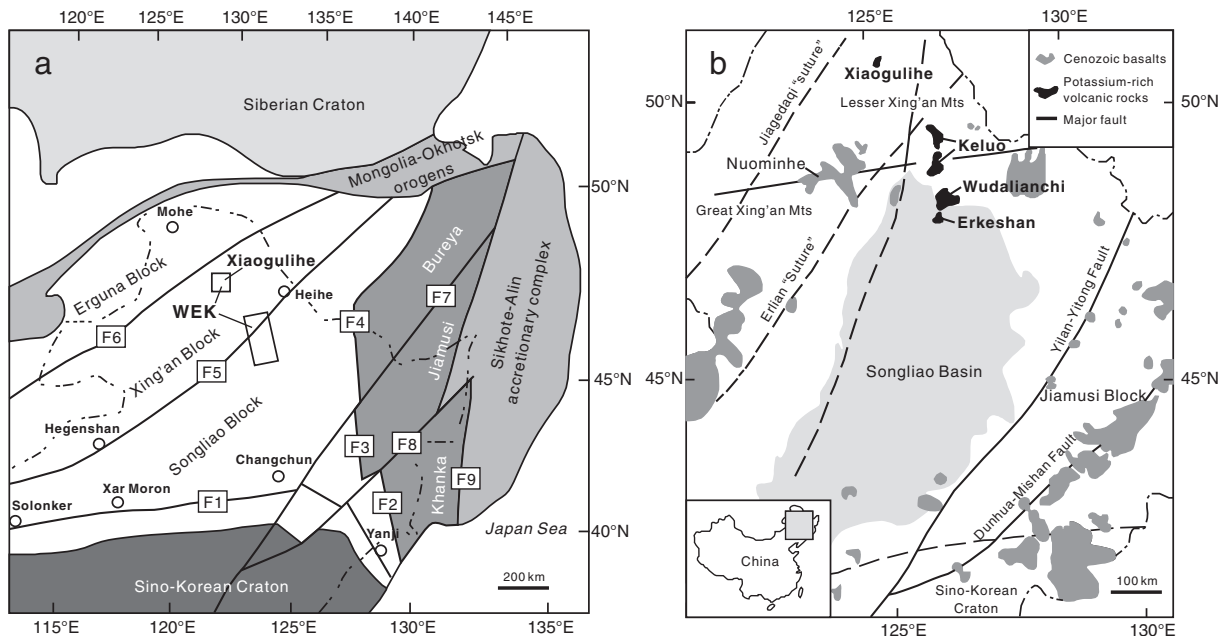 120°E
125°E
130°E
135°E
140°E
145°E
a
Siberian Craton
Mongolia-Okhotsk
orogens
50°N
Mohe
Erguna Block
Xiaogulihe
WEK
Heihe
Bureya
F7
F4
F6
Xing'an Block
F5
Jiamusi
Sikhote-Alin
accretionary complex
45°N
Hegenshan
Songliao Block
F3
F8
Changchun
Khanka
F9
Solonker
Xar Moron
F1
F2
Yanji
Japan Sea
40°N
Sino-Korean Craton
200 km
115°E
120°E
125°E
130°E
135°E
125°E
130°E
b
Xiaogulihe
Jiagedaqi "suture"
Lesser Xing'an Mts
Cenozoic basalts
Potassium-rich
volcanic rocks
Major fault
50°N
50°N
Keluo
Nuominhe
Wudalianchi
Great Xing'an Mts
Erkeshan
Erlian "Suture"
Yilan-Yitong Fault
Songliao Basin
45°N
45°N
Jiamusi Block
Dunhua-Mishan Fault
China
Sino-Korean
Craton
100 km
125°E
130°E